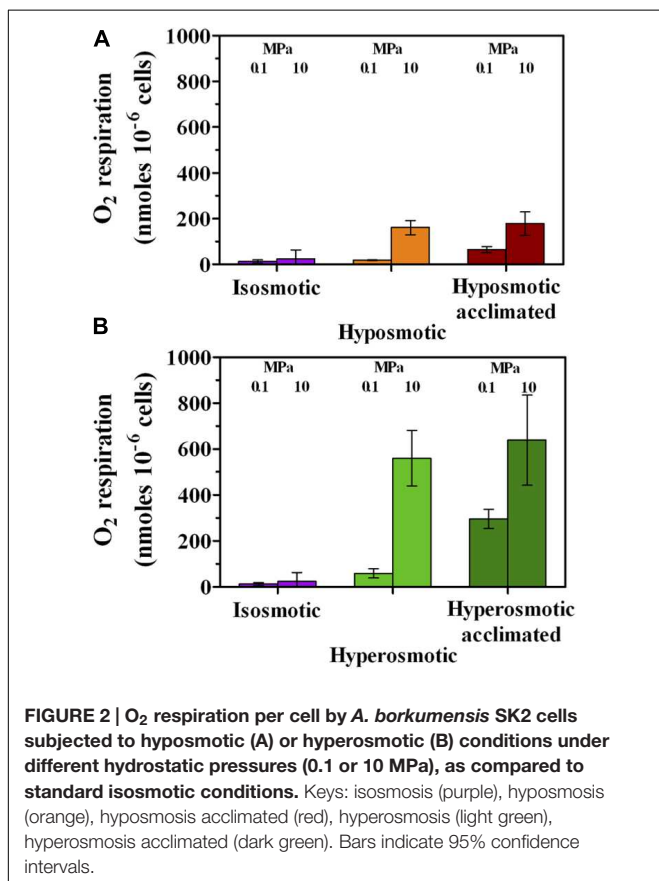 A
1000
800
600
400
200
0
O₂ respiration
(nmoles 10⁻⁶ cells)
MPa
0.1 10
MPa
0.1 10
MPa
0.1 10
Isosmotic
Hyposmotic
Hyposmotic
acclimated
B
1000
800
600
400
200
0
O₂ respiration
(nmoles 10⁻⁶ cells)
MPa
0.1 10
MPa
0.1 10
MPa
0.1 10
Isosmotic
Hyperosmotic
Hyperosmotic
acclimated
FIGURE 2 | O₂ respiration per cell by A. borkumensis SK2 cells
subjected to hyposmotic (A) or hyperosmotic (B) conditions under
different hydrostatic pressures (0.1 or 10 MPa), as compared to
standard isosmotic conditions. Keys: isosmosis (purple), hyposmosis
(orange), hyposmosis acclimated (red), hyperosmosis (light green),
hyperosmosis acclimated (dark green). Bars indicate 95% confidence
intervals.